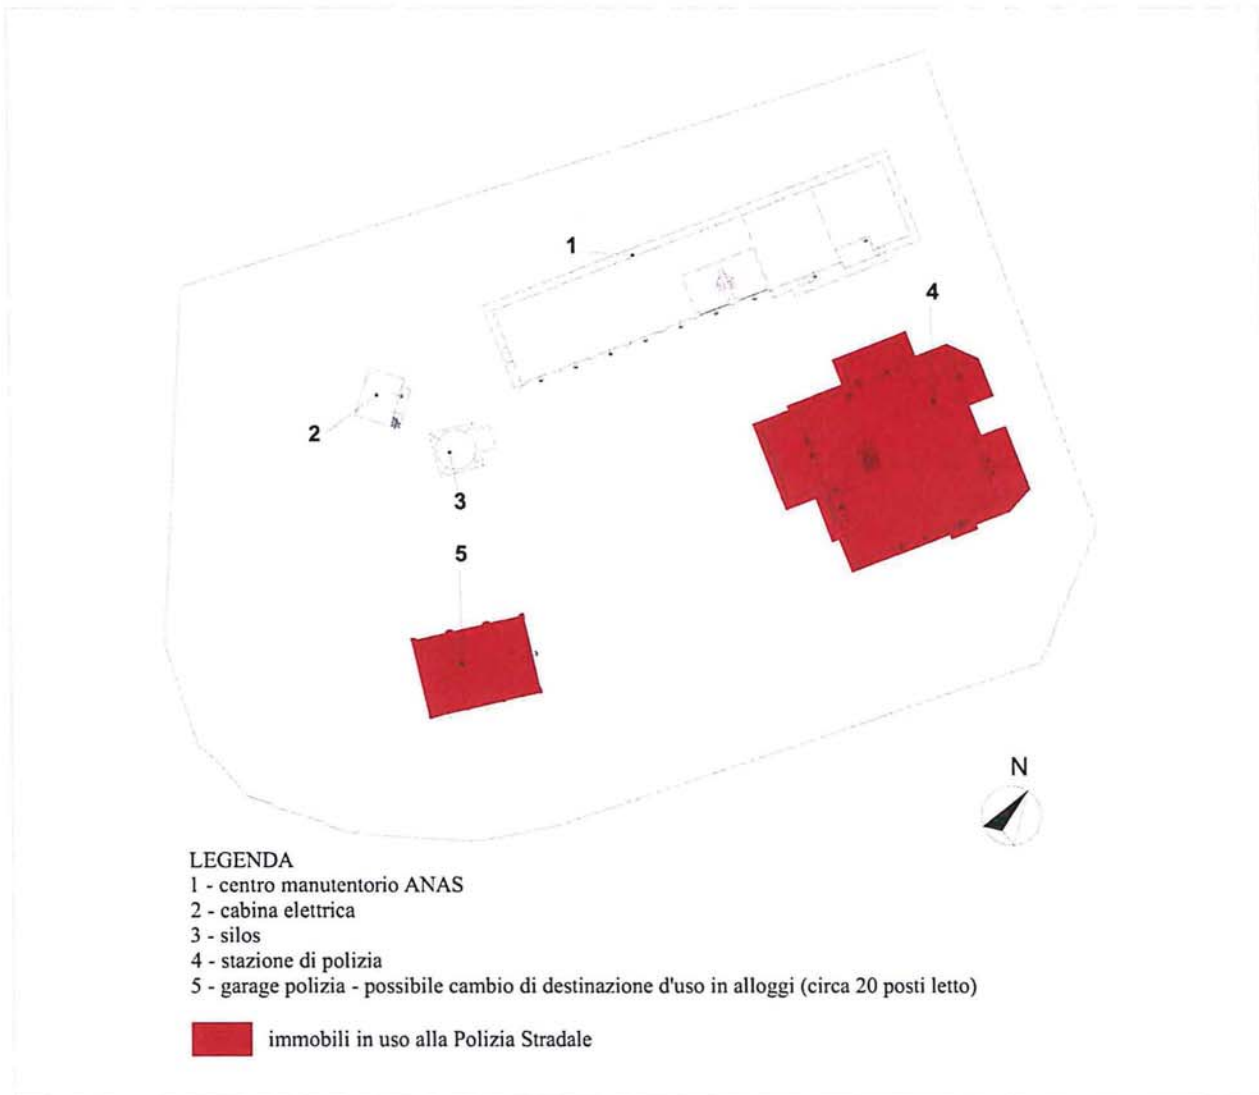 1
4
2
3
5
N
LEGENDA
1 - centro manutentorio ANAS
2 - cabina elettrica
3 - silos
4 - stazione di polizia
5 - garage polizia - possibile cambio di destinazione d'uso in alloggi (circa 20 posti letto)
immobili in uso alla Polizia Stradale